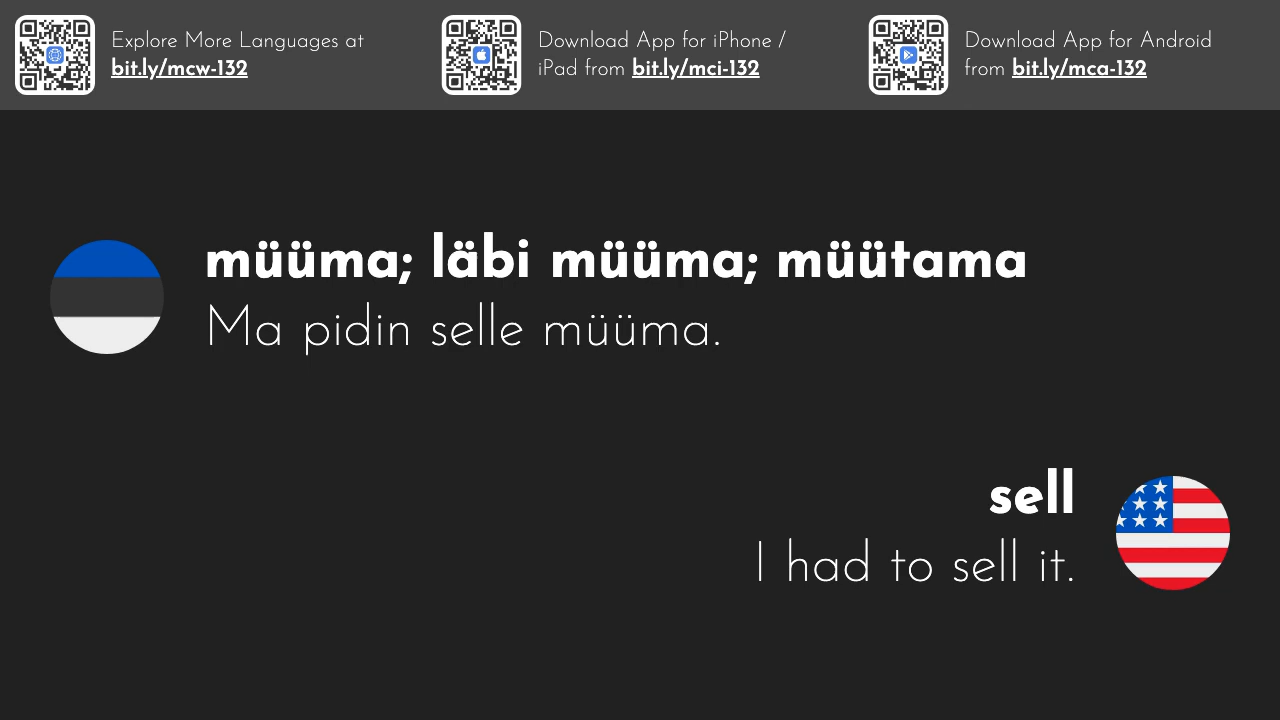 Explore More Languages at
bit.ly/mcw-132
Download App for iPhone /
iPad from bit.ly/mci-132
Download App for Android
from bit.ly/mca-132
müüma; läbi müüma; müütama
Ma pidin selle müüma.
sell
I had to sell it.